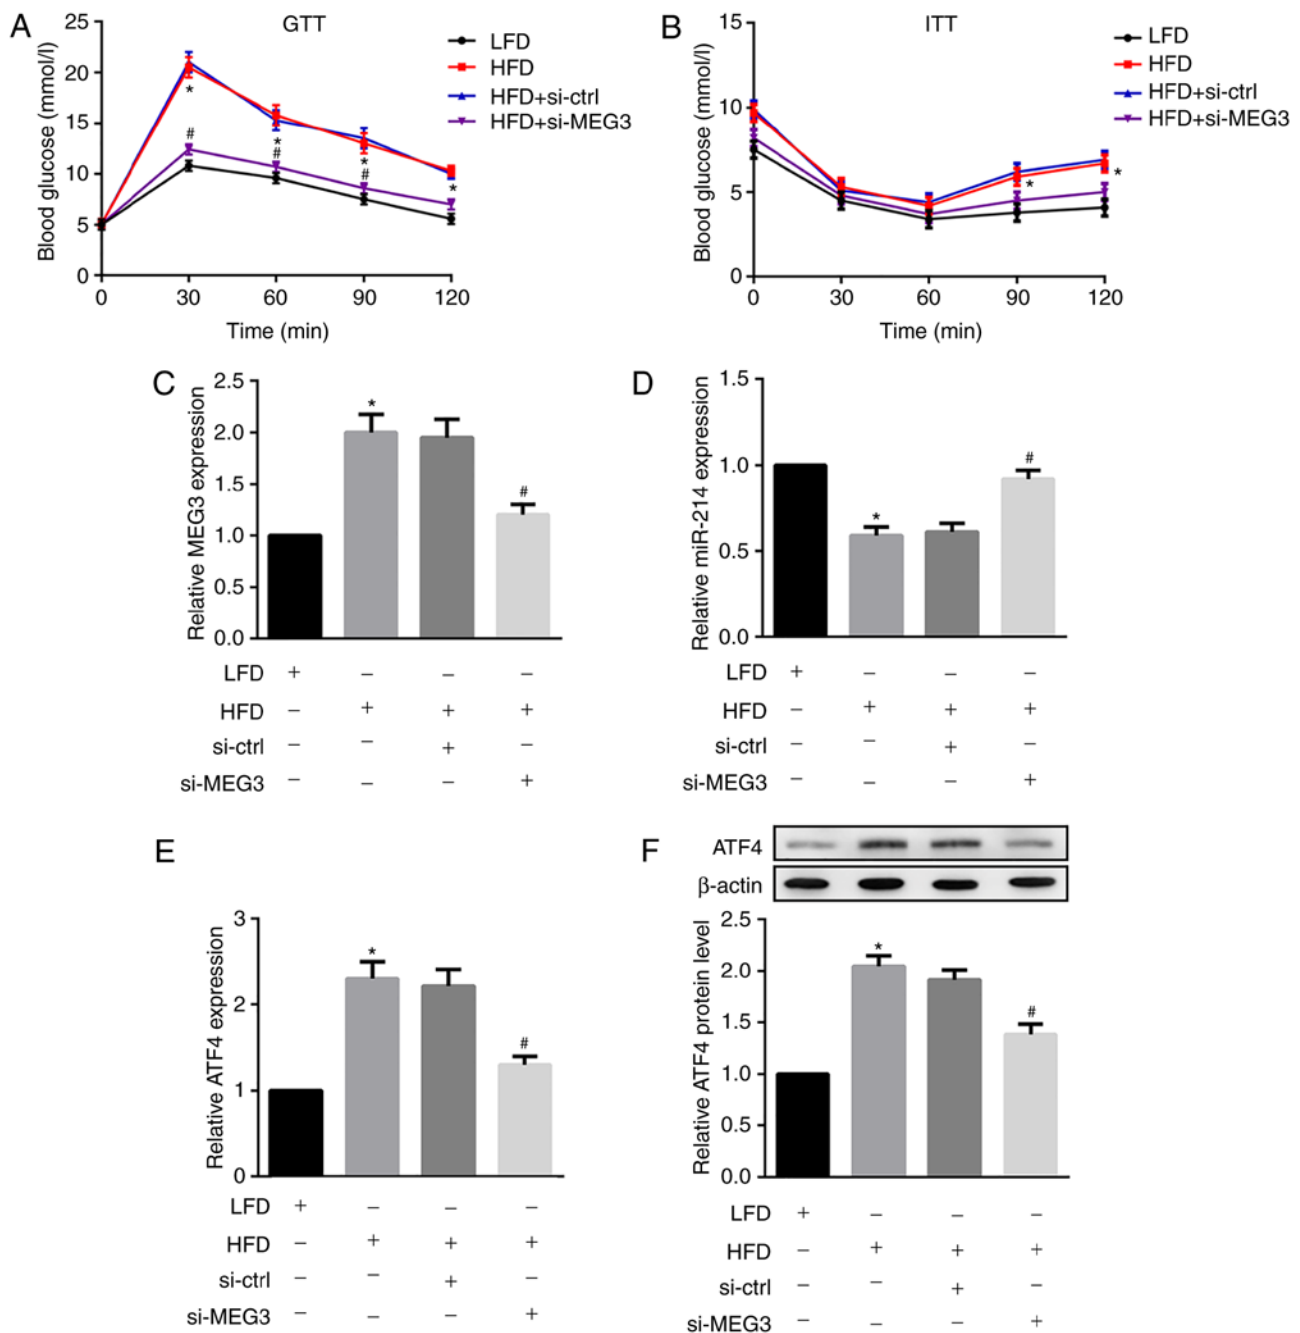 A
GTT
25
20
15
10
5
0
Blood glucose (mmol/l)
*
#
*
#
*
#
*
0 30 60 90 120
Time (min)
LFD
HFD
HFD+si-ctrl
HFD+si-MEG3
B
ITT
15
10
5
0
Blood glucose (mmol/l)
*
*
0 30 60 90 120
Time (min)
LFD
HFD
HFD+si-ctrl
HFD+si-MEG3
C
2.5
2.0
1.5
1.0
0.5
0.0
Relative MEG3 expression
*
#
LFD + – – –
HFD – + + +
si-ctrl – – + –
si-MEG3 – – – +
D
1.5
1.0
0.5
0.0
Relative miR-214 expression
*
#
LFD + – – –
HFD – + + +
si-ctrl – – + –
si-MEG3 – – – +
E
3
2
1
0
Relative ATF4 expression
*
#
LFD + – – –
HFD – + + +
si-ctrl – – + –
si-MEG3 – – – +
F
ATF4
β-actin
2.5
2.0
1.5
1.0
0.5
0.0
Relative ATF4 protein level
*
#
LFD + – – –
HFD – + + +
si-ctrl – – + –
si-MEG3 – – – +